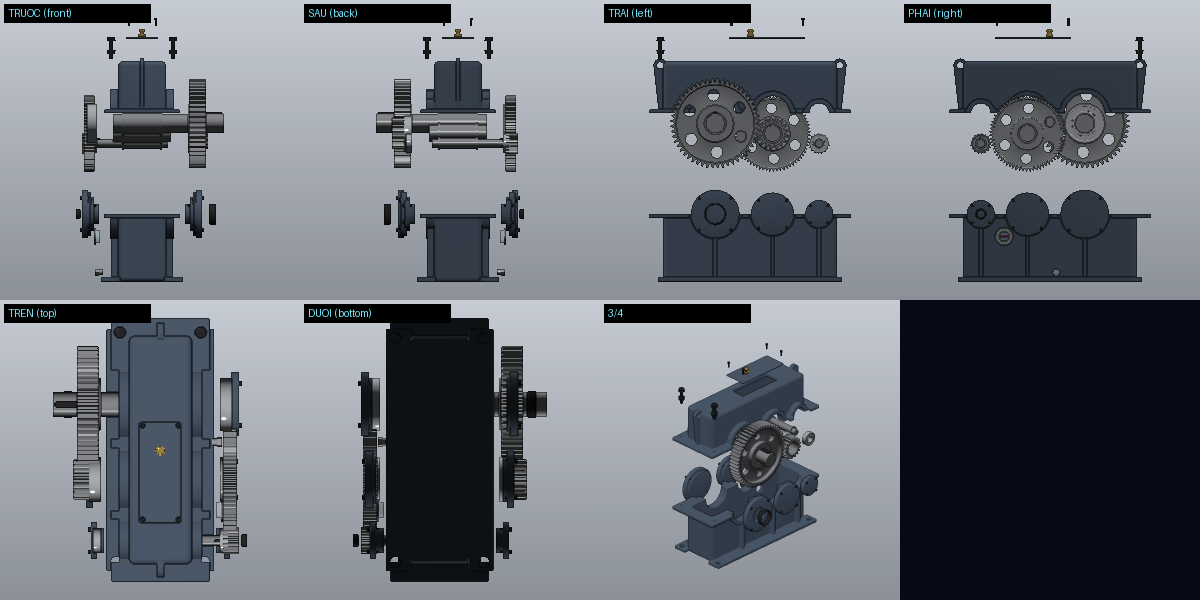 TRUOC (front)
SAU (back)
TRAI (left)
PHAI (right)
TREN (top)
DUOI (bottom)
3/4